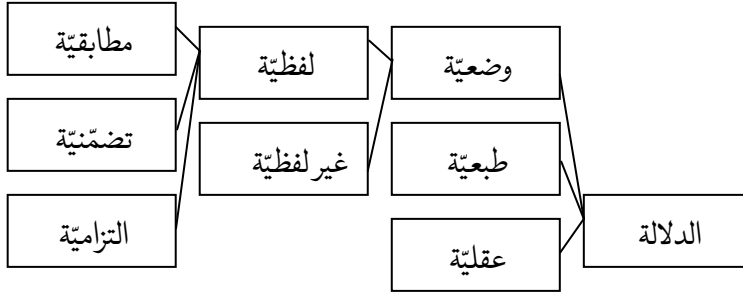 الدلالة
وضعيّة
طبعيّة
عقليّة
لفظيّة
غير لفظيّة
مطابقيّة
تضمّنيّة
التزاميّة